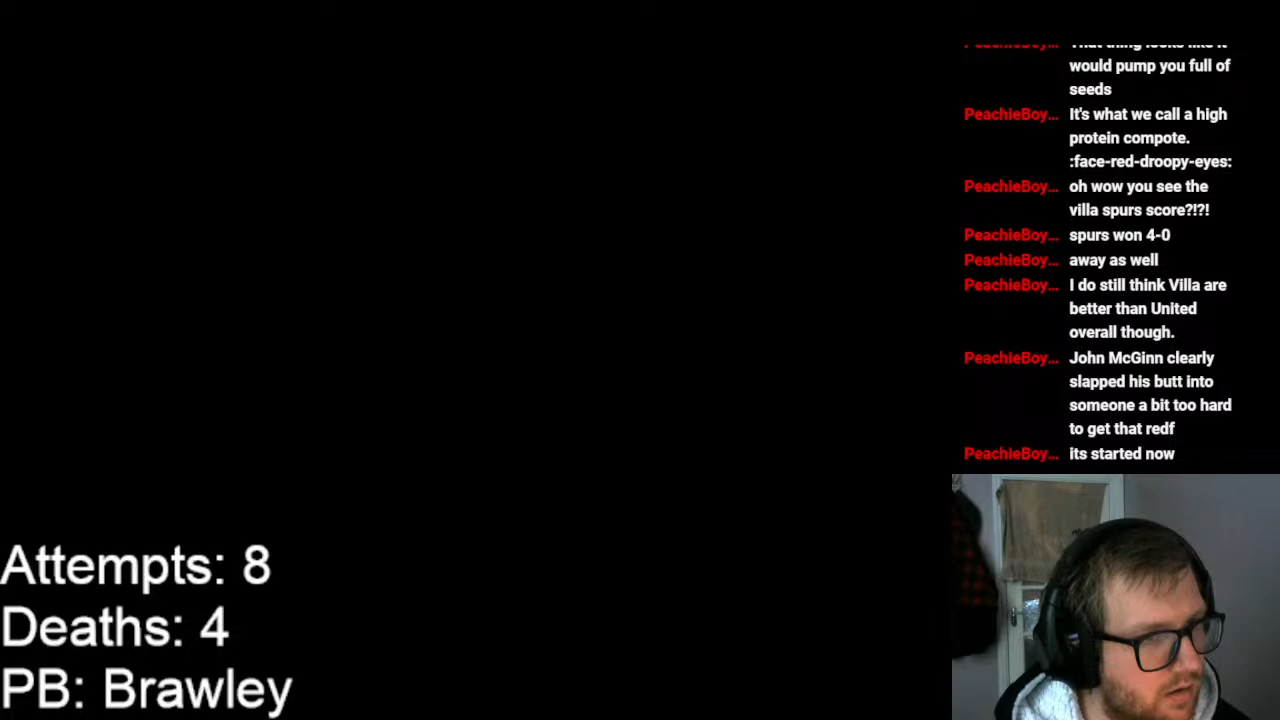 would pump you full of
seeds
PeachieBoy... It's what we call a high
protein compote.
:face-red-droopy-eyes:
PeachieBoy... oh wow you see the
villa spurs score?!?!
PeachieBoy... spurs won 4-0
PeachieBoy... away as well
PeachieBoy... I do still think Villa are
better than United
overall though.
PeachieBoy... John McGinn clearly
slapped his butt into
someone a bit too hard
to get that redf
PeachieBoy... its started now
Attempts: 8
Deaths: 4
PB: Brawley